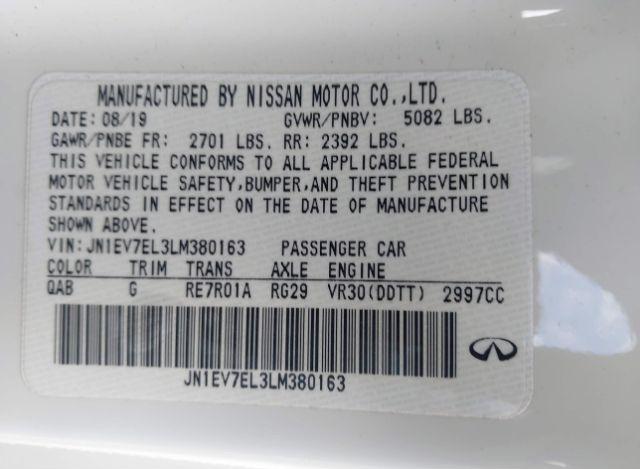 MANUFACTURED BY NISSAN MOTOR CO.,LTD.
DATE: 08/19 GVWR/PNBV: 5082 LBS.
GAWR/PNBE FR: 2701 LBS. RR: 2392 LBS.
THIS VEHICLE CONFORMS TO ALL APPLICABLE FEDERAL
MOTOR VEHICLE SAFETY,BUMPER,AND THEFT PREVENTION
STANDARDS IN EFFECT ON THE DATE OF MANUFACTURE
SHOWN ABOVE.
VIN:JN1EV7EL3LM380163 PASSENGER CAR
COLOR TRIM TRANS AXLE ENGINE
QAB G RE7R01A RG29 VR30(DDTT) 2997CC
JN1EV7EL3LM380163